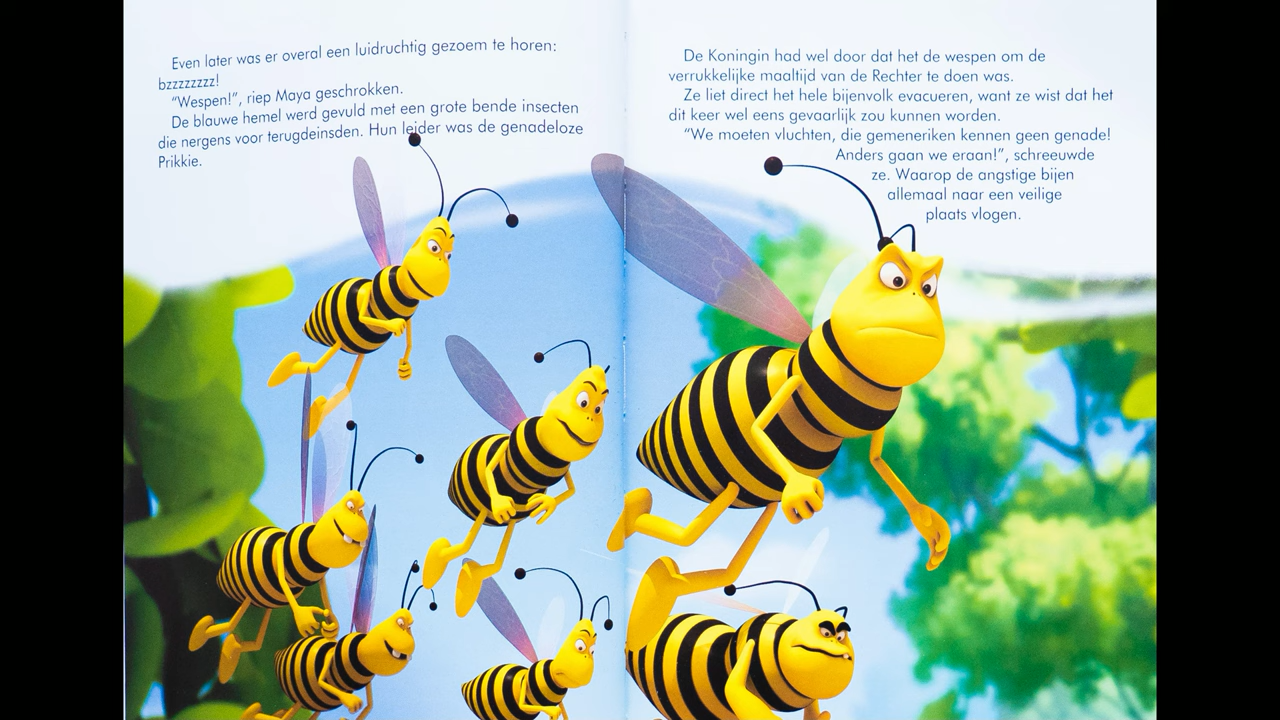 Even later was er overal een luidruchtig gezoem te horen:
bzzzzzzzz!
"Wespen!", riep Maya geschrokken.
De blauwe hemel werd gevuld met een grote bende insecten
die nergens voor terugdeinsden. Hun leider was de genadeloze
Prikkie.
De Koningin had wel door dat het de wespen om de
verrukkelijke maaltijd van de Rechter te doen was.
Ze liet direct het hele bijenvolk evacueren, want ze wist dat het
dit keer wel eens gevaarlijk zou kunnen worden.
"We moeten vluchten, die gemeneriken kennen geen genade!
Anders gaan we eraan!", schreeuwde
ze. Waarop de angstige bijen
allemaal naar een veilige
plaats vlogen.